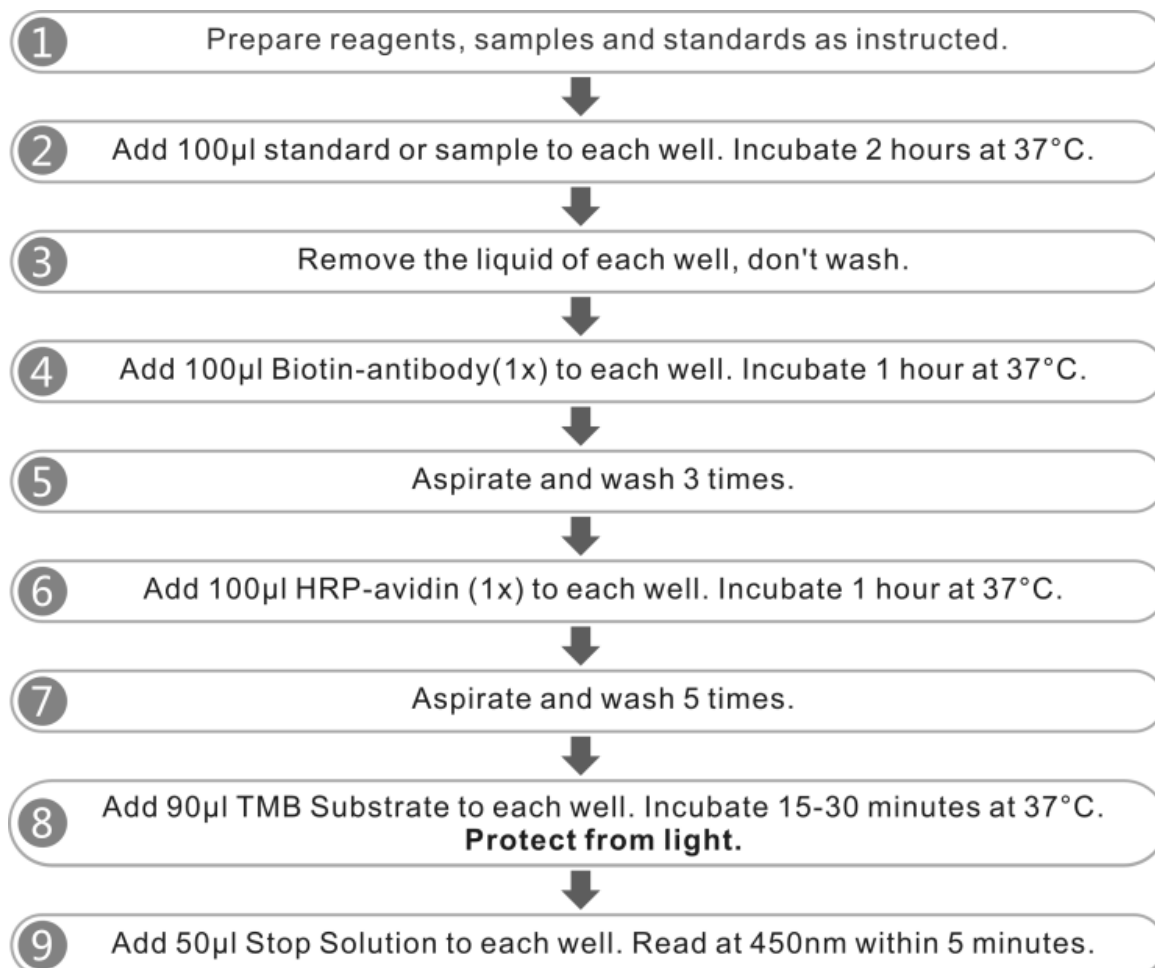 1 Prepare reagents, samples and standards as instructed.
2 Add 100µl standard or sample to each well. Incubate 2 hours at 37°C.
3 Remove the liquid of each well, don't wash.
4 Add 100µl Biotin-antibody(1x) to each well. Incubate 1 hour at 37°C.
5 Aspirate and wash 3 times.
6 Add 100µl HRP-avidin (1x) to each well. Incubate 1 hour at 37°C.
7 Aspirate and wash 5 times.
8 Add 90µl TMB Substrate to each well. Incubate 15-30 minutes at 37°C.
Protect from light.
9 Add 50µl Stop Solution to each well. Read at 450nm within 5 minutes.